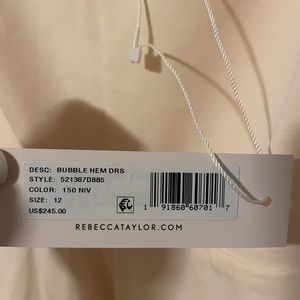 DESC: BUBBLE HEM DRS
STYLE: 521367D885
COLOR: 150 NIV
SIZE: 12
US$245.00
1 91860 60701 7
REBECCATAYLOR.COM